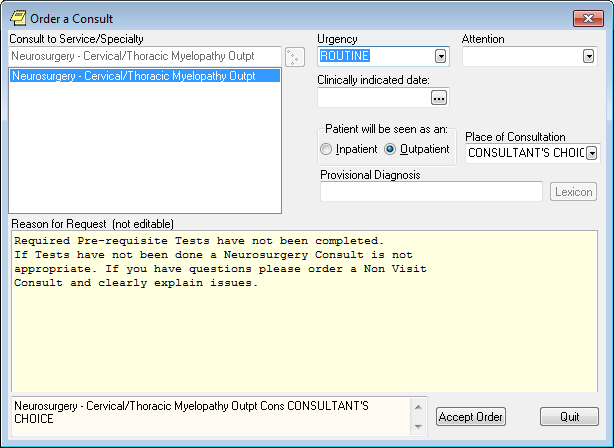 Order a Consult
Consult to Service/Specialty
Neurosurgery - Cervical/Thoracic Myelopathy Outpt
Neurosurgery - Cervical/Thoracic Myelopathy Outpt
Urgency
ROUTINE
Attention
Clinically indicated date:
...
Patient will be seen as an:
Inpatient
Outpatient
Place of Consultation
CONSULTANT'S CHOIC
Provisional Diagnosis
Lexicon
Reason for Request (not editable)
Required Pre-requisite Tests have not been completed.
If Tests have not been done a Neurosurgery Consult is not
appropriate. If you have questions please order a Non Visit
Consult and clearly explain issues.
Neurosurgery - Cervical/Thoracic Myelopathy Outpt Cons CONSULTANT'S
CHOICE
Accept Order
Quit